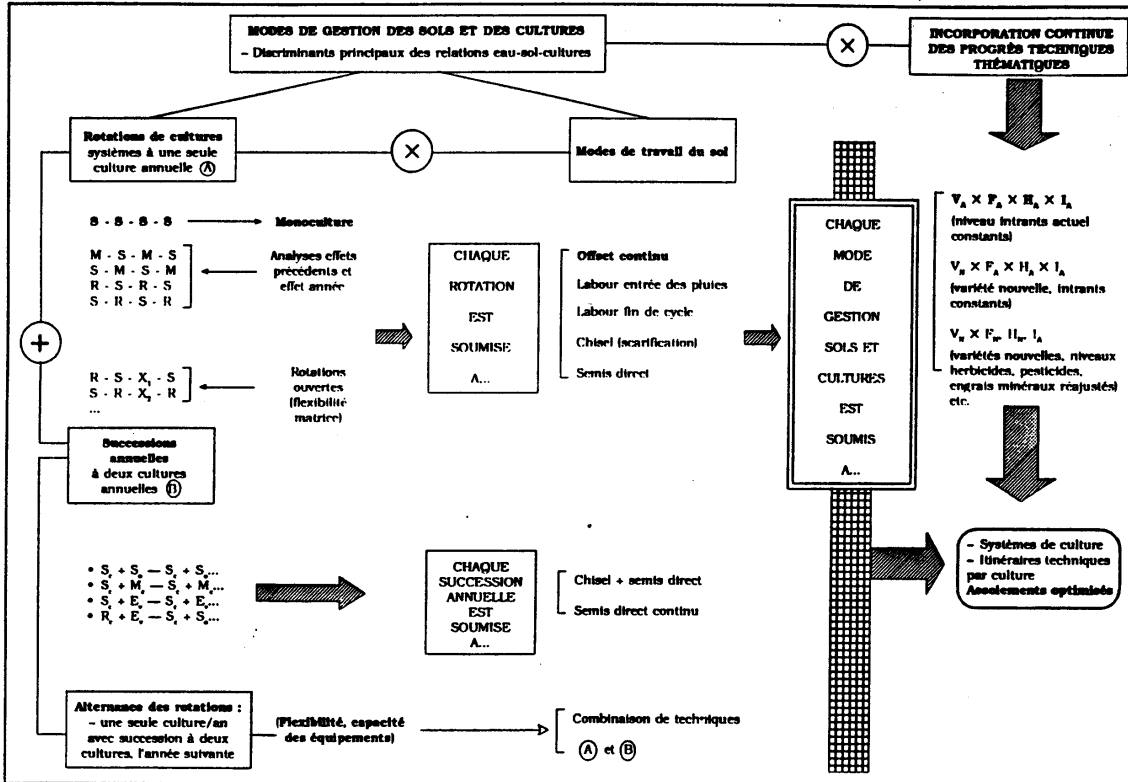 MODES DE GESTION DES SOLS ET DES CULTURES
– Discriminants principaux des relations eau-sol-cultures
×
INCORPORATION CONTINUE
DES PROGRÈS TECHNIQUES
THÉMATIQUES
Rotations de cultures
systèmes à une seule
culture annuelle Ⓐ
×
Modes de travail du sol
S - S - S - S
Monoculture
M - S - M - S
S - M - S - M
R - S - R - S
S - R - S - R
Analyses effets
précédents et
effet année
R - S - X₁ - S
S - R - X₂ - R
...
Rotations
ouvertes
(flexibilité
matrice)
+
CHAQUE
ROTATION
EST
SOUMISE
A...
Offset continu
Labour entrée des pluies
Labour fin de cycle
Chisel (scarification)
Semis direct
CHAQUE
MODE
DE
GESTION
SOLS ET
CULTURES
EST
SOUMIS
A...
V_A × F_A × H_A × I_A
(niveau intrants actuel
constants)
V_N × F_A × H_A × I_A
(variété nouvelle, intrants
constants)
V_N × F_N, H_N, I_A
(variétés nouvelles, niveaux
herbicides, pesticides,
engrais minéraux réajustés)
etc.
Successions
annuelles
à deux cultures
annuelles Ⓑ
• S + S — S + S ...
• S + M — S + M ...
• S + E — S + E ...
• R + E — S + S ...
CHAQUE
SUCCESSION
ANNUELLE
EST
SOUMISE
A...
Chisel + semis direct
Semis direct continu
– Systèmes de culture
– Itinéraires techniques
par culture
Assolements optimisés
Alternance des rotations :
– une seule culture/an
avec succession à deux
cultures, l'année suivante
(Flexibilité, capacité
des équipements)
Combinaison de techniques
Ⓐ et Ⓑ